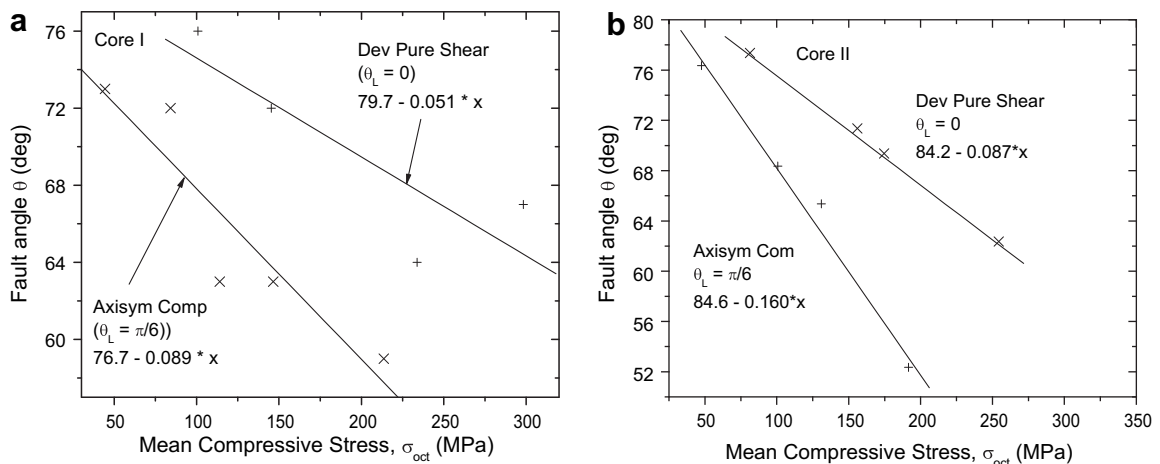 a
Core I
Dev Pure Shear
(θL = 0)
79.7 - 0.051 * x
Axisym Comp
(θL = π/6))
76.7 - 0.089 * x
76
72
68
64
60
50
100
150
200
250
300
Fault angle θ (deg)
Mean Compressive Stress, σoct (MPa)
b
Core II
Dev Pure Shear
θL = 0
84.2 - 0.087*x
Axisym Com
θL = π/6
84.6 - 0.160*x
80
76
72
68
64
60
56
52
50
100
150
200
250
300
350
Fault angle θ (deg)
Mean Compressive Stress, σoct (MPa)